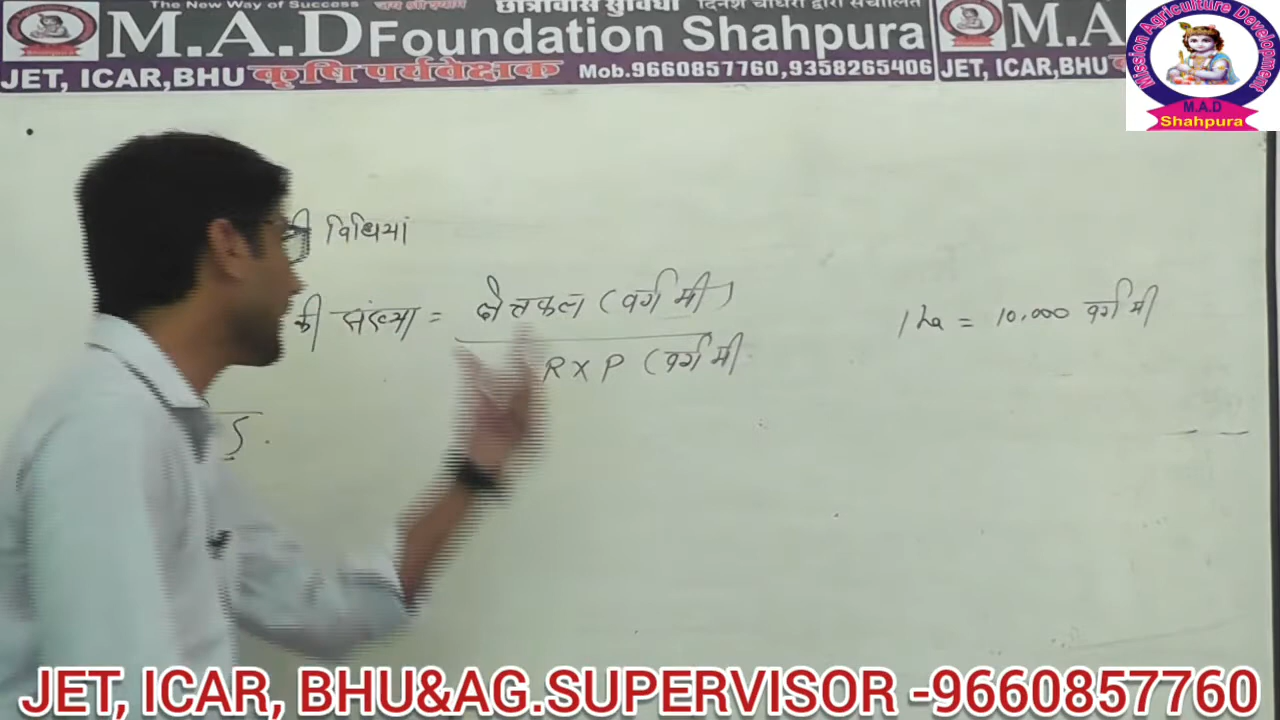 The New Way of Success जय श्री श्याम छात्रावास सुविधा दिनेश चौधरी द्वारा संचालित
M.A.D Foundation Shahpura M.A
JET, ICAR,BHU कृषि पर्यवेक्षक Mob.9660857760,9358265406 JET, ICAR,BHU
Mission Agriculture Development
M.A.D
Shahpura
की विधियां
की संख्या = क्षेत्रफल (वर्ग मी)
R X P (वर्ग मी
1 ha = 10,000 वर्ग मी
JET, ICAR, BHU&AG.SUPERVISOR -9660857760